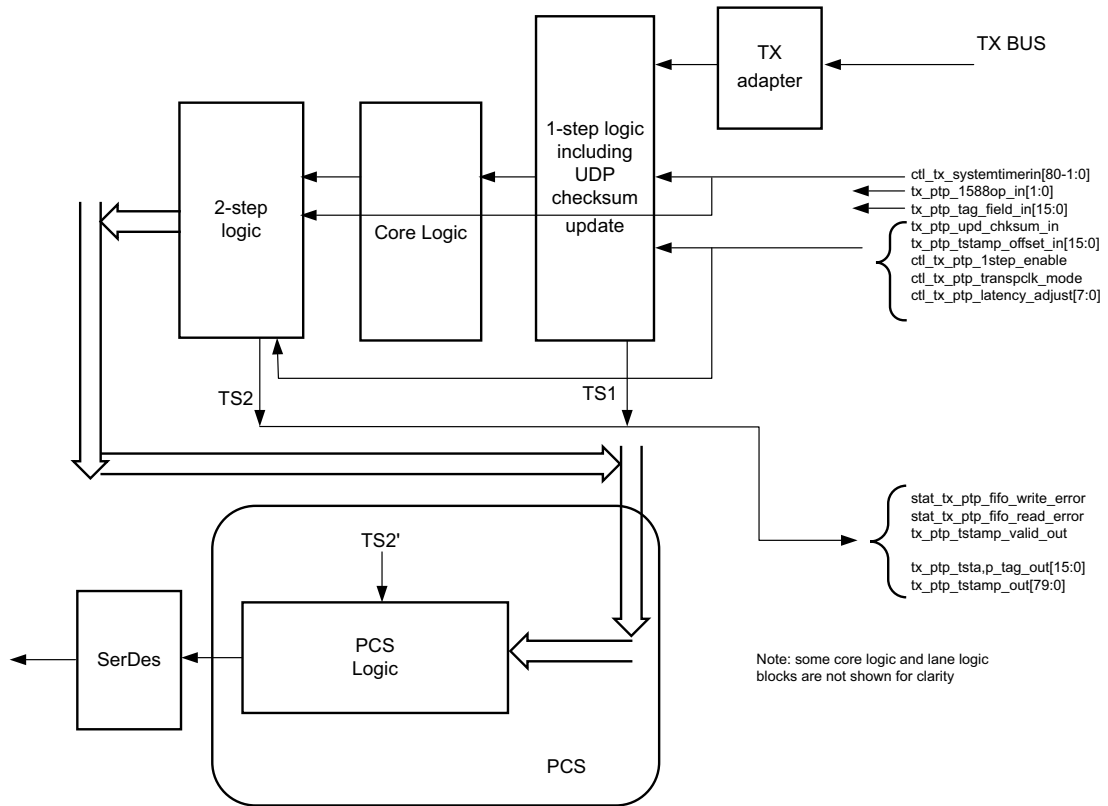 TX BUS
TX
adapter
1-step logic
including
UDP
checksum
update
Core Logic
2-step
logic
ctl_tx_systemtimerin[80-1:0]
tx_ptp_1588op_in[1:0]
tx_ptp_tag_field_in[15:0]
tx_ptp_upd_chksum_in
tx_ptp_tstamp_offset_in[15:0]
ctl_tx_ptp_1step_enable
ctl_tx_ptp_transpclk_mode
ctl_tx_ptp_latency_adjust[7:0]
TS2
TS1
stat_tx_ptp_fifo_write_error
stat_tx_ptp_fifo_read_error
tx_ptp_tstamp_valid_out
tx_ptp_tsta,p_tag_out[15:0]
tx_ptp_tstamp_out[79:0]
TS2'
PCS
Logic
SerDes
PCS
Note: some core logic and lane logic
blocks are not shown for clarity